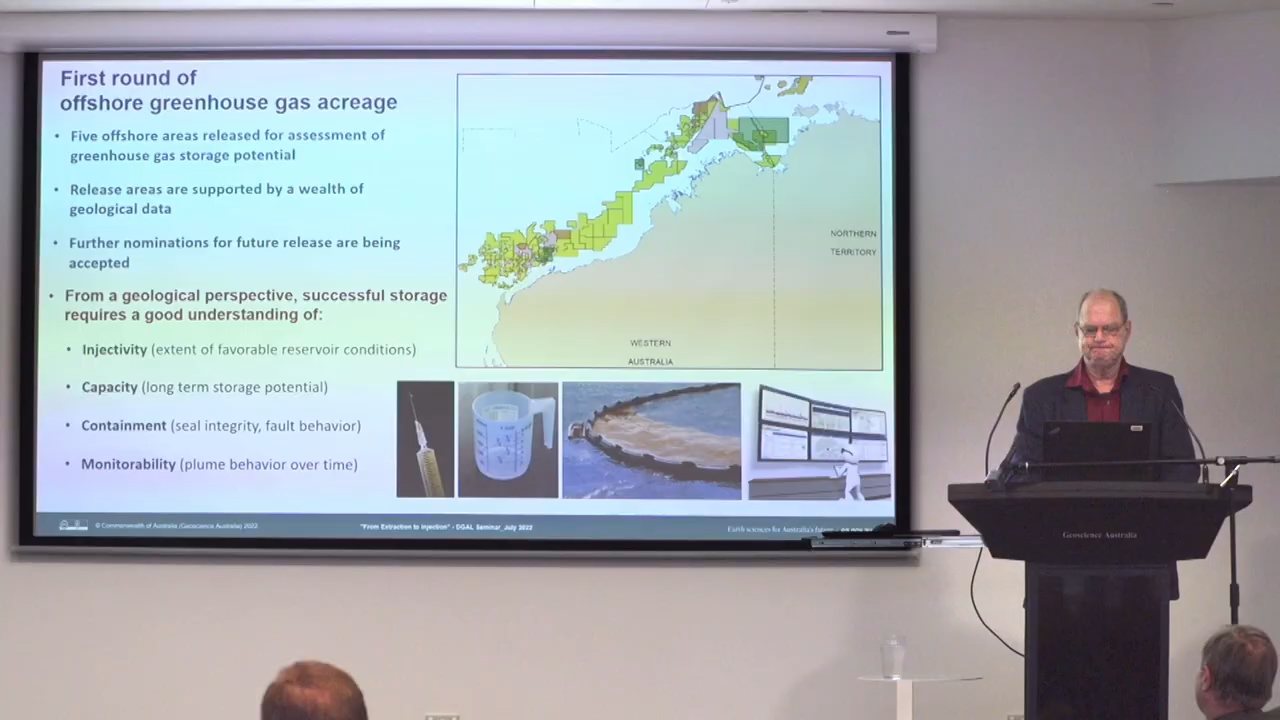 First round of
offshore greenhouse gas acreage
• Five offshore areas released for assessment of
greenhouse gas storage potential
• Release areas are supported by a wealth of
geological data
• Further nominations for future release are being
accepted
• From a geological perspective, successful storage
requires a good understanding of:
• Injectivity (extent of favorable reservoir conditions)
• Capacity (long term storage potential)
• Containment (seal integrity, fault behavior)
• Monitorability (plume behavior over time)
NORTHERN
TERRITORY
WESTERN
AUSTRALIA
© Commonwealth of Australia (Geoscience Australia) 2022
"From Extraction to Injection" - DGAL Seminar_July 2022
Earth sciences for Australia's future
Geoscience Australia